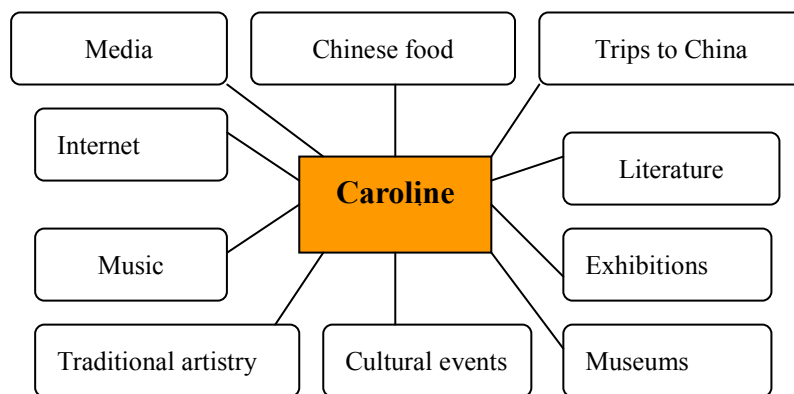 Media
Chinese food
Trips to China
Internet
Literature
Caroline
Music
Exhibitions
Traditional artistry
Cultural events
Museums